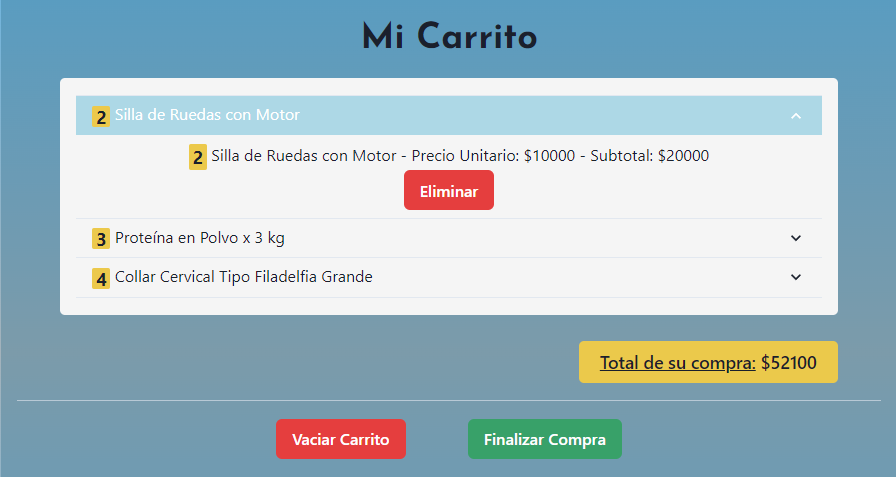 Mi Carrito
2 Silla de Ruedas con Motor
2 Silla de Ruedas con Motor - Precio Unitario: $10000 - Subtotal: $20000
Eliminar
3 Proteína en Polvo x 3 kg
4 Collar Cervical Tipo Filadelfia Grande
Total de su compra: $52100
Vaciar Carrito
Finalizar Compra